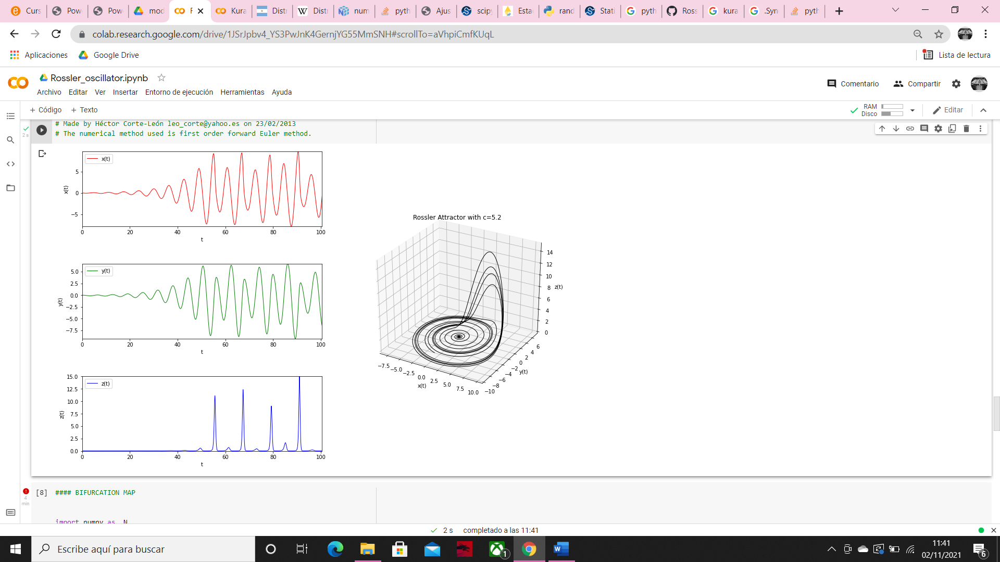 Curs
Powe
Powe
mod
Kura
Distr
Distr
num
pyth
Ajus
scipy
Esta
rand
Stati
pyth
Ross
kura
.Syn
pyth
colab.research.google.com/drive/1JSrJpbv4_YS3PwJnK4GernjYG55MmSNH#scrollTo=aVhpiCmfKUqL
Aplicaciones
Google Drive
Lista de lectura
Rossler_oscillator.ipynb
Comentario
Compartir
Archivo Editar Ver Insertar Entorno de ejecución Herramientas Ayuda
+ Código + Texto
RAM
Disco
Editar
2 s
# Made by Héctor Corte-León leo_corte@yahoo.es on 23/02/2013
# The numerical method used is first order forward Euler method.
x(t)
5
0
−5
x(t)
0 20 40 60 80 100
t
y(t)
5.0
2.5
0.0
−2.5
−5.0
−7.5
y(t)
0 20 40 60 80 100
t
z(t)
15.0
12.5
10.0
7.5
5.0
2.5
0.0
z(t)
0 20 40 60 80 100
t
Rossler Attractor with c=5.2
14
12
10
8
6
4
2
0
z(t)
6
4
2
0
−2
−4
−6
−8
−10
y(t)
−7.5 −5.0 −2.5 0.0 2.5 5.0 7.5 10.0
x(t)
4
min
[8] #### BIFURCATION MAP
import numpy as N
2 s completado a las 11:41
Escribe aquí para buscar
1
W
11:41
02/11/2021
6